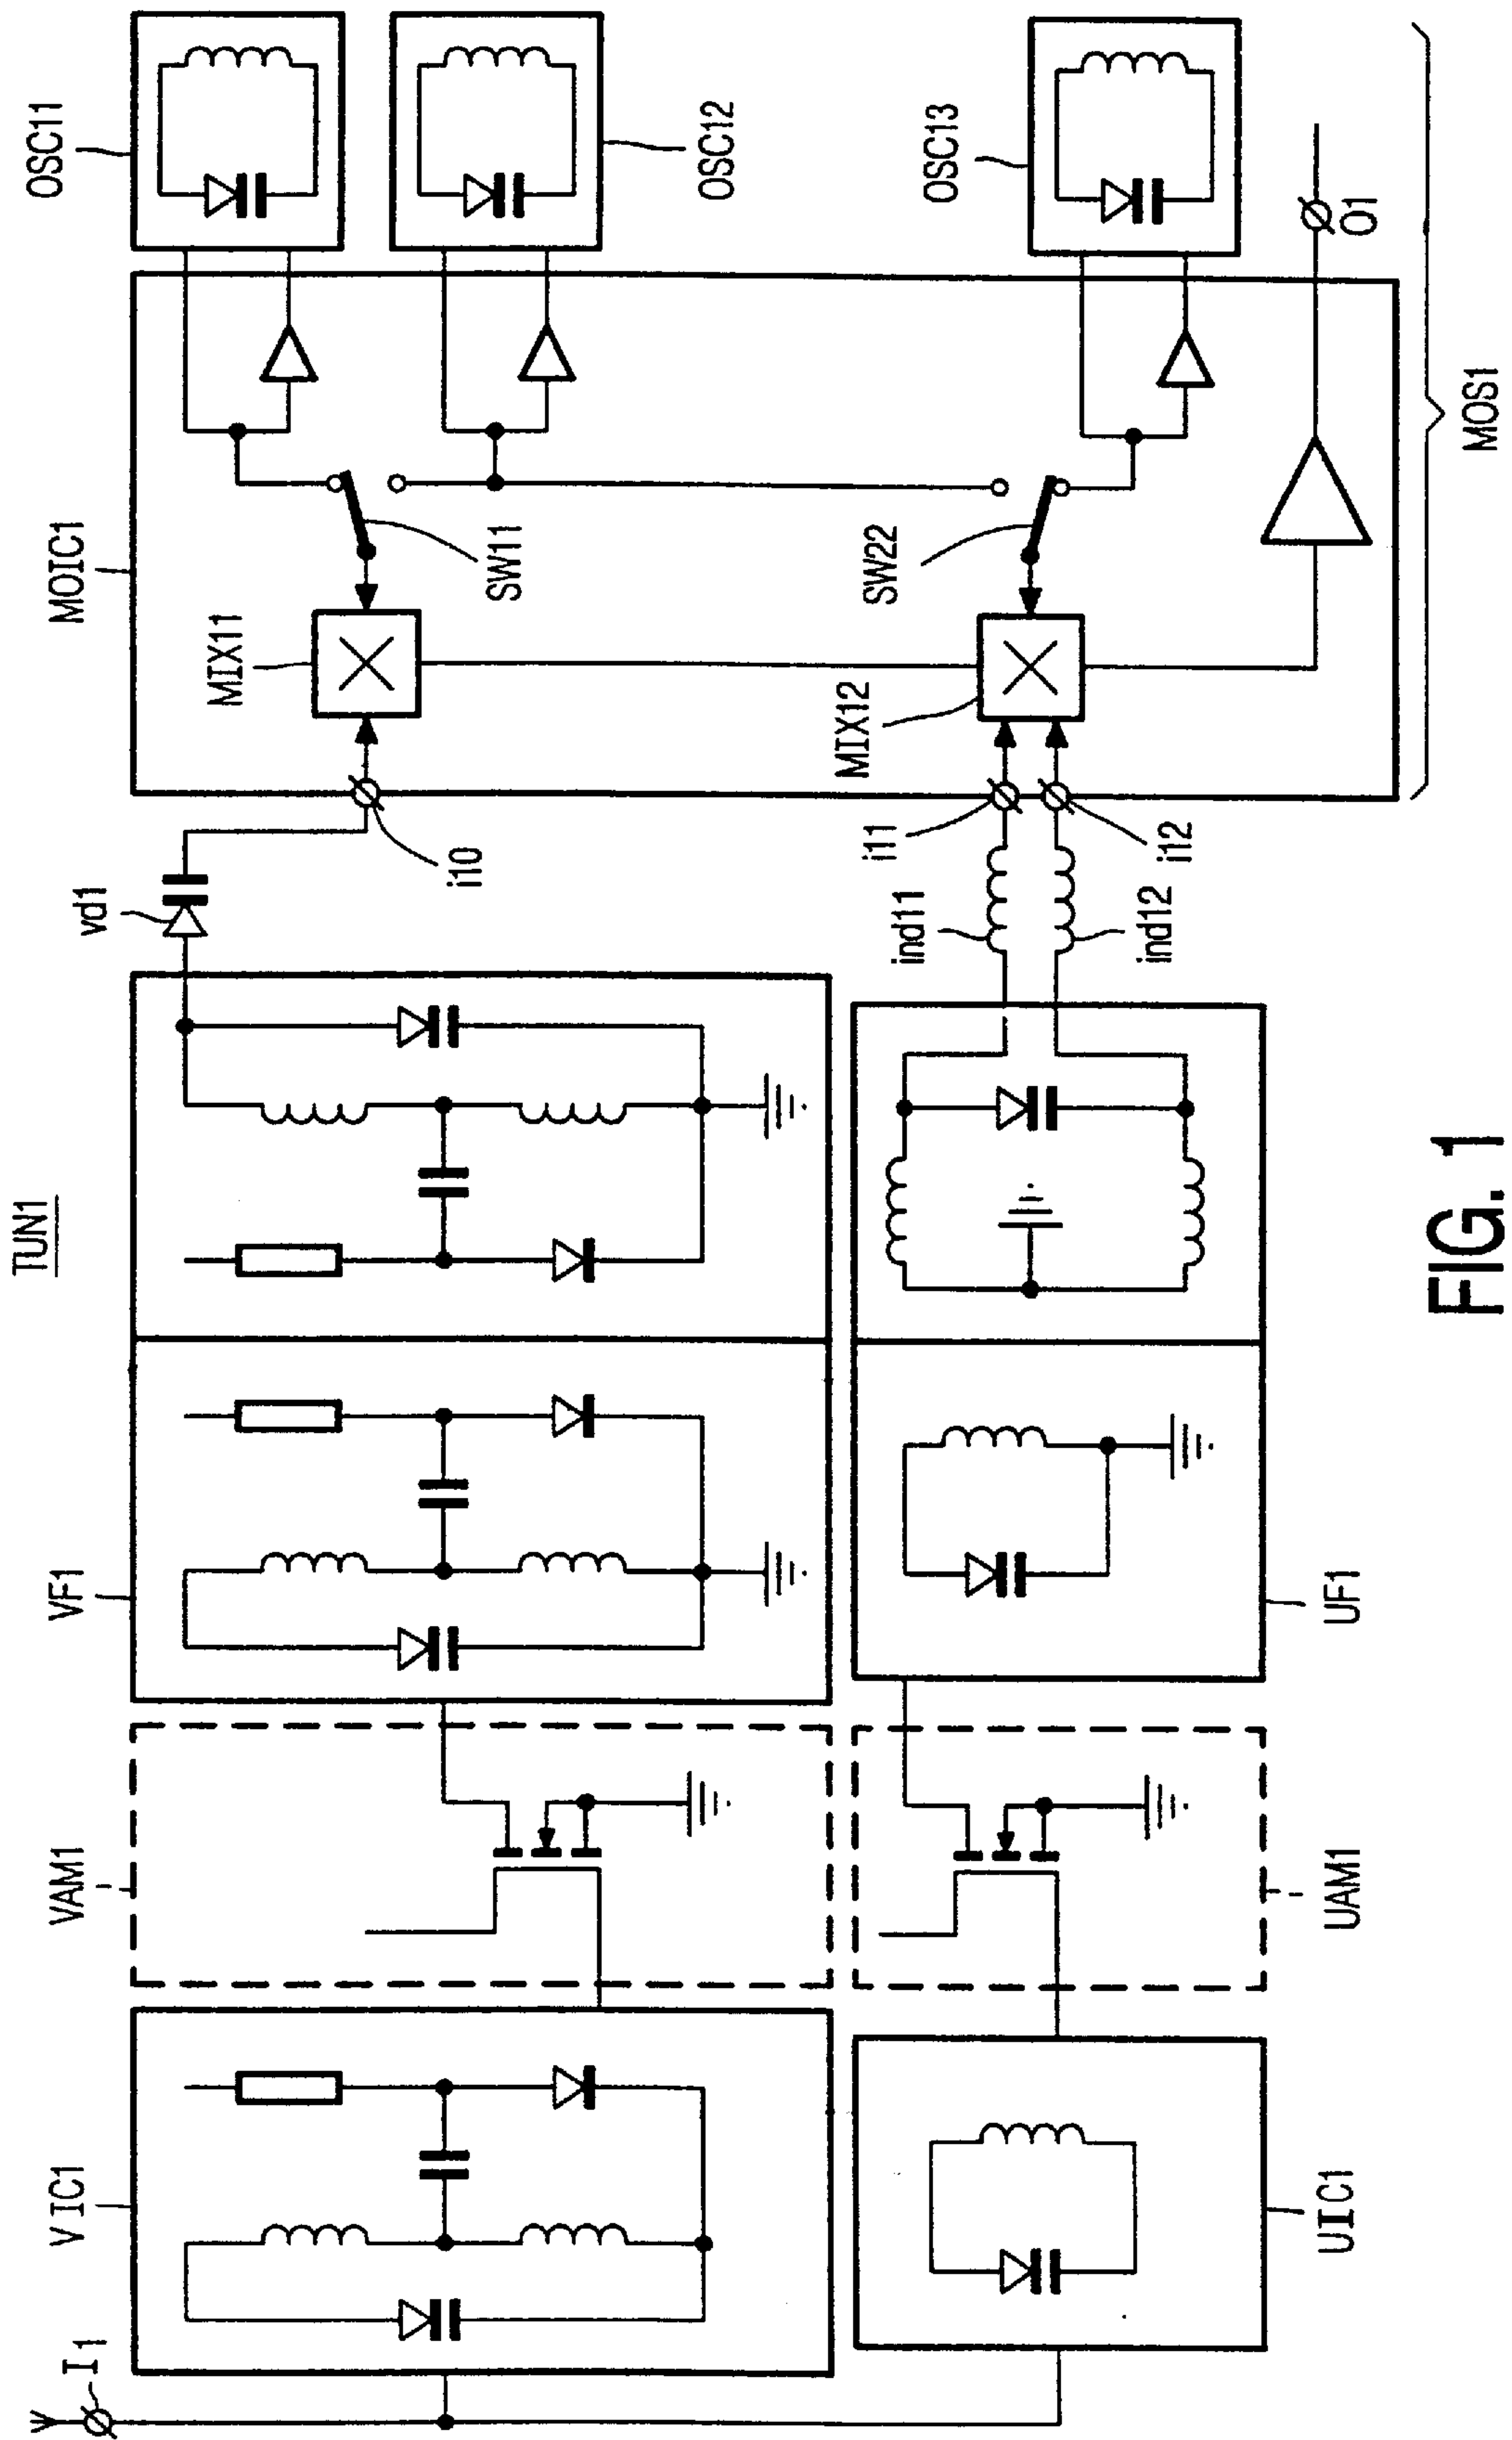 TUN1
I1
VIC1
VAM1
VF1
vd1
i10
MOIC1
MIX11
SW11
OSC11
OSC12
UIC1
UAM1
UF1
ind11
ind12
i11
i12
MIX12
SW22
OSC13
O1
MOS1
FIG. 1